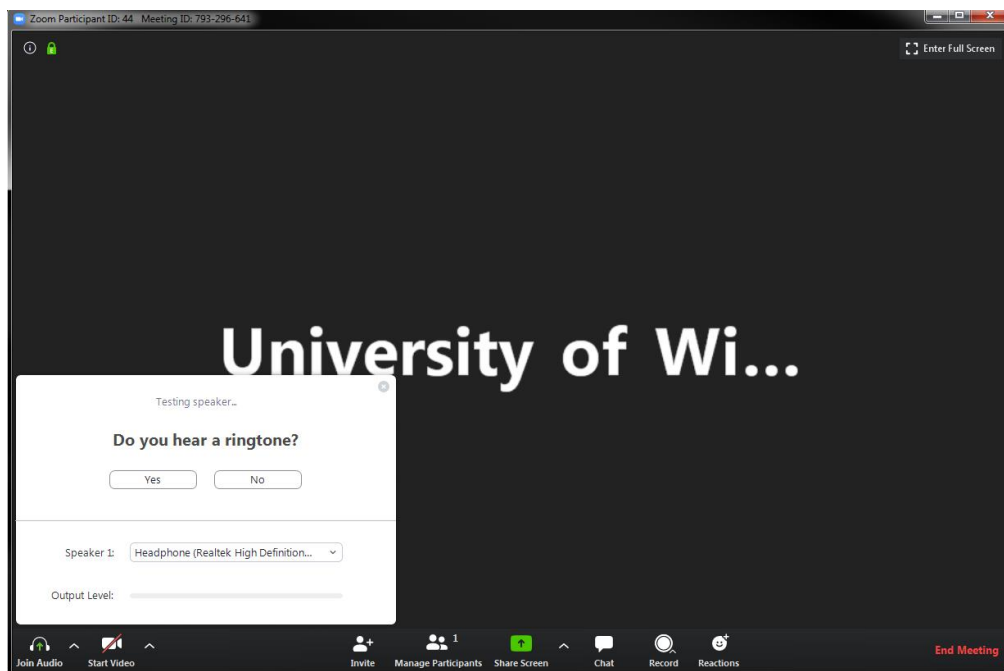 Zoom Participant ID: 44 Meeting ID: 793-296-641
Enter Full Screen
University of Wi...
Testing speaker...
Do you hear a ringtone?
Yes No
Speaker 1: Headphone (Realtek High Definition...
Output Level:
1
Join Audio Start Video Invite Manage Participants Share Screen Chat Record Reactions End Meeting